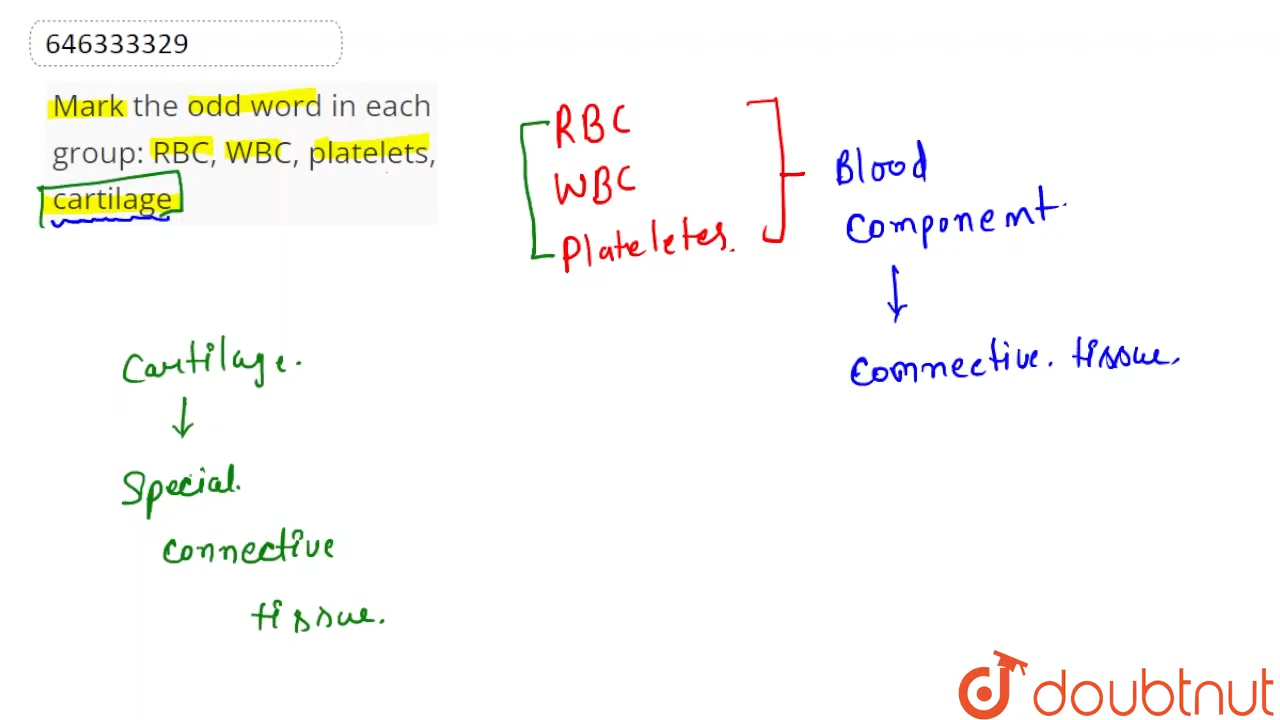 646333329
Mark the odd word in each
group: RBC, WBC, platelets,
cartilage
RBC
WBC
Plateletes.
Blood
Component.
Connective. tissue.
Cartilage.
Special.
Connective
tissue.
doubtnut